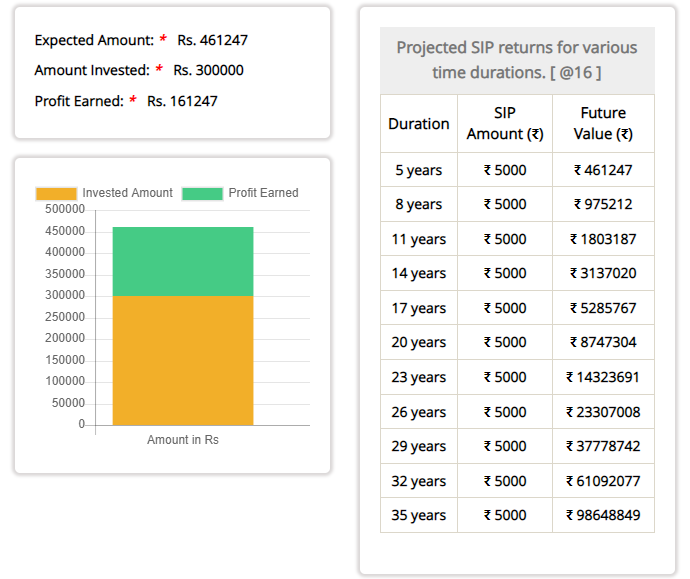 Expected Amount: * Rs. 461247
Amount Invested: * Rs. 300000
Profit Earned: * Rs. 161247
Invested Amount Profit Earned
500000
450000
400000
350000
300000
250000
200000
150000
100000
50000
0
Amount in Rs
Projected SIP returns for various
time durations. [ @16 ]
Duration SIP Amount (₹) Future Value (₹)
5 years ₹ 5000 ₹ 461247
8 years ₹ 5000 ₹ 975212
11 years ₹ 5000 ₹ 1803187
14 years ₹ 5000 ₹ 3137020
17 years ₹ 5000 ₹ 5285767
20 years ₹ 5000 ₹ 8747304
23 years ₹ 5000 ₹ 14323691
26 years ₹ 5000 ₹ 23307008
29 years ₹ 5000 ₹ 37778742
32 years ₹ 5000 ₹ 61092077
35 years ₹ 5000 ₹ 98648849